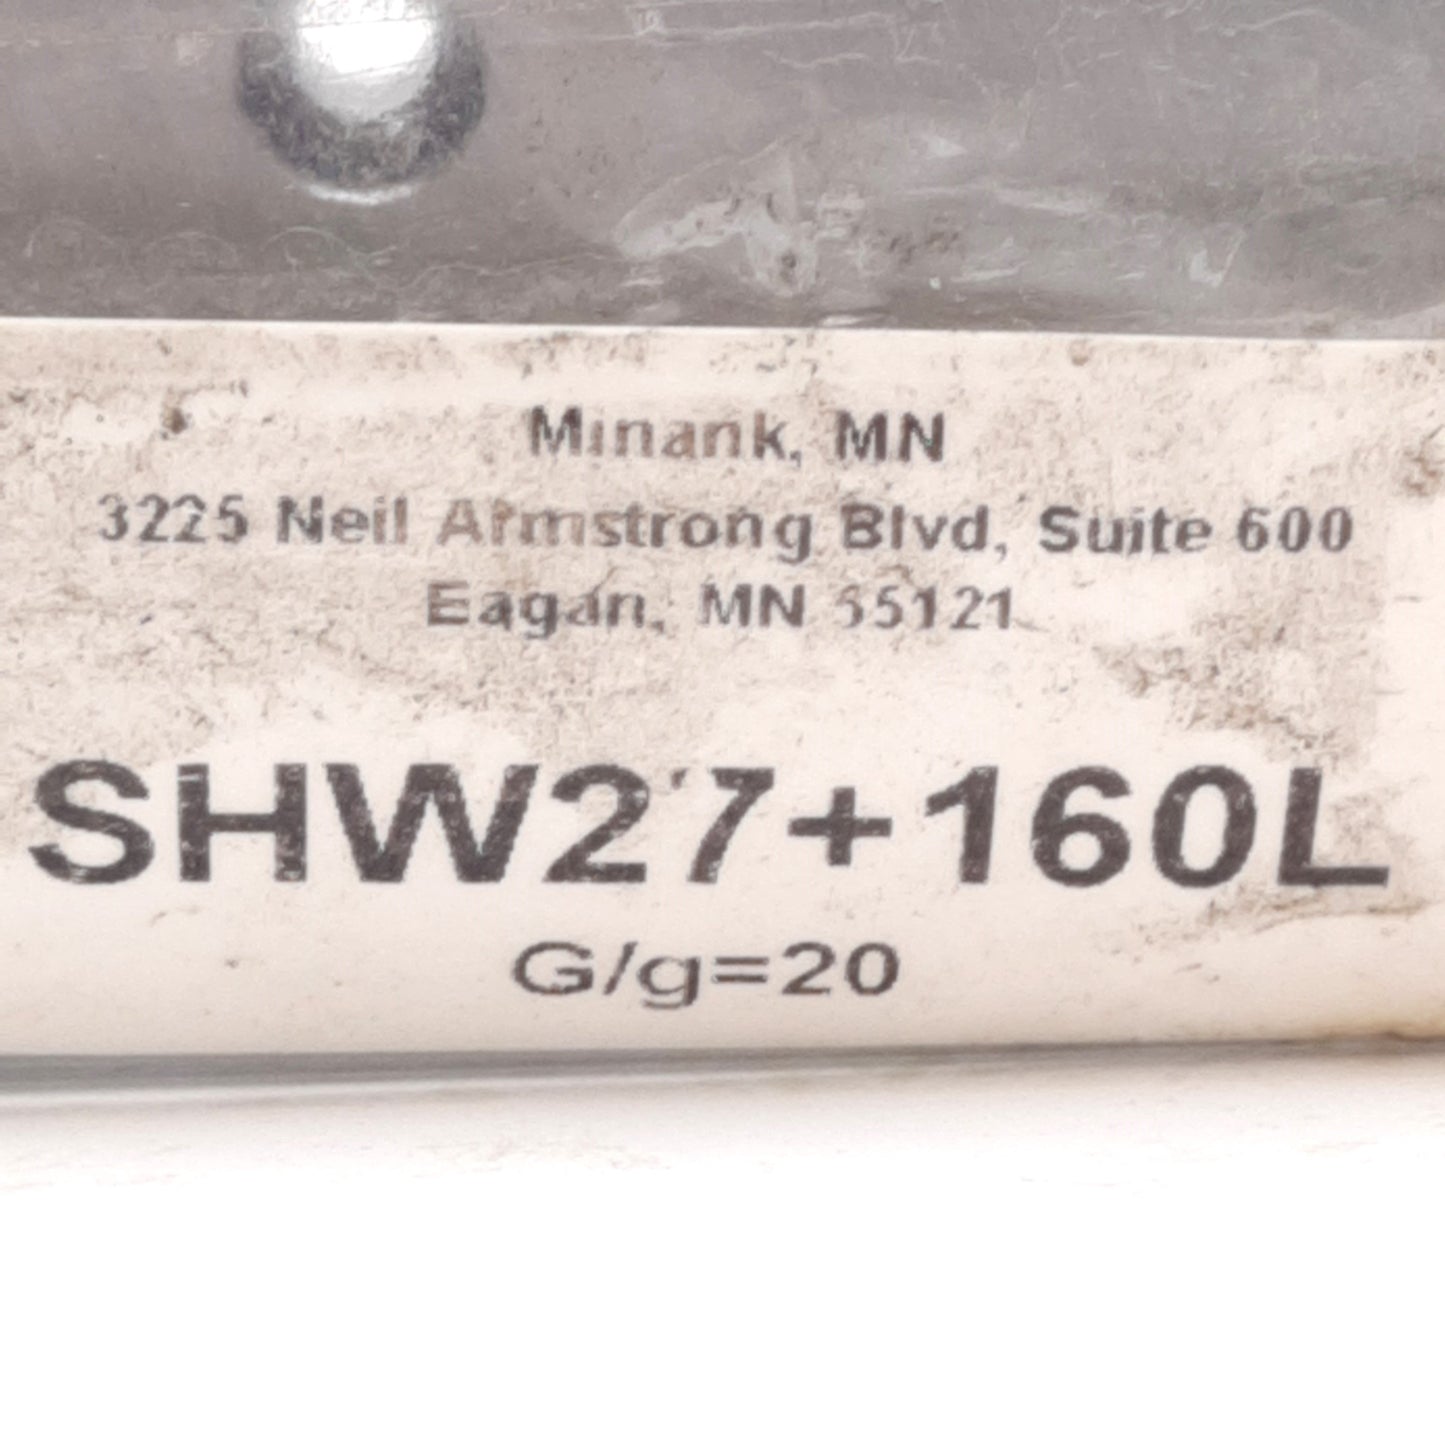 Minank, MN
3225 Neil Armstrong Blvd, Suite 600
Eagan, MN 55121
SHW27+160L
G/g=20